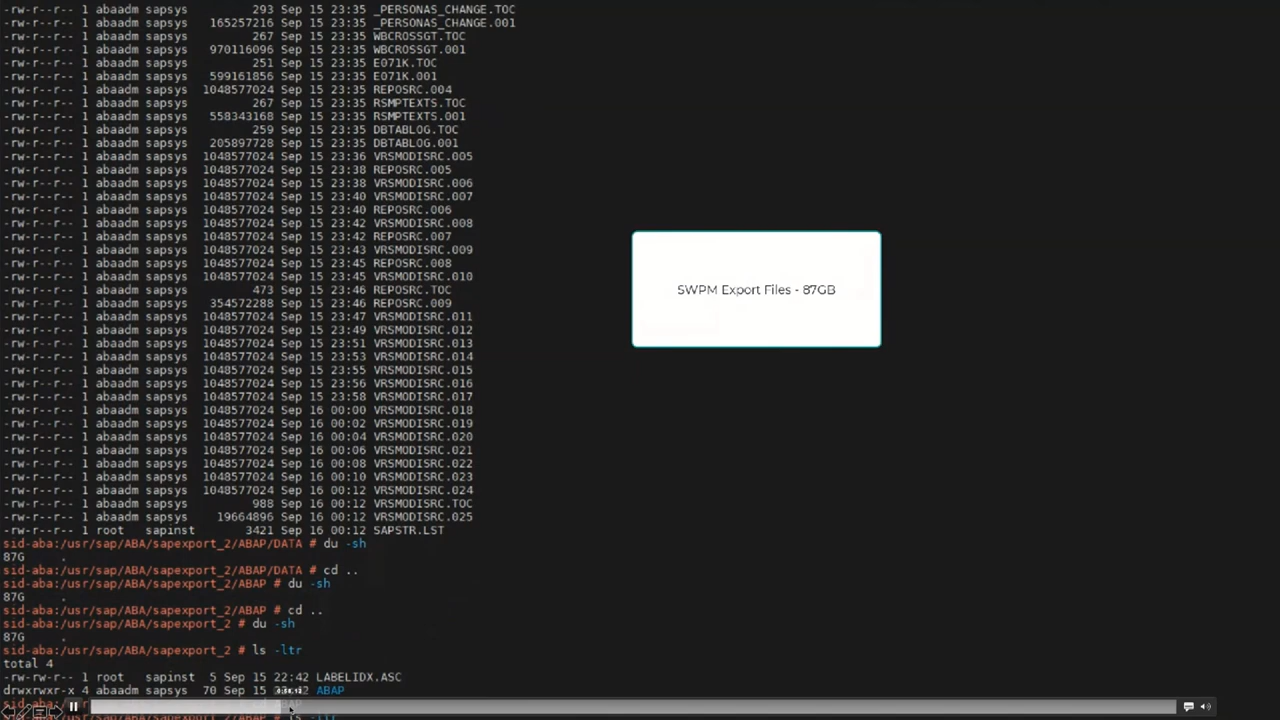 -rw-r--r-- 1 abaadm sapsys 293 Sep 15 23:35 _PERSONAS_CHANGE.TOC
-rw-r--r-- 1 abaadm sapsys 165257216 Sep 15 23:35 _PERSONAS_CHANGE.001
-rw-r--r-- 1 abaadm sapsys 267 Sep 15 23:35 WBCROSSGT.TOC
-rw-r--r-- 1 abaadm sapsys 970116096 Sep 15 23:35 WBCROSSGT.001
-rw-r--r-- 1 abaadm sapsys 251 Sep 15 23:35 E071K.TOC
-rw-r--r-- 1 abaadm sapsys 599161856 Sep 15 23:35 E071K.001
-rw-r--r-- 1 abaadm sapsys 1048577024 Sep 15 23:35 REPOSRC.004
-rw-r--r-- 1 abaadm sapsys 267 Sep 15 23:35 RSMPTEXTS.TOC
-rw-r--r-- 1 abaadm sapsys 558343168 Sep 15 23:35 RSMPTEXTS.001
-rw-r--r-- 1 abaadm sapsys 259 Sep 15 23:35 DBTABLOG.TOC
-rw-r--r-- 1 abaadm sapsys 205897728 Sep 15 23:35 DBTABLOG.001
-rw-r--r-- 1 abaadm sapsys 1048577024 Sep 15 23:36 VRSMODISRC.005
-rw-r--r-- 1 abaadm sapsys 1048577024 Sep 15 23:38 REPOSRC.005
-rw-r--r-- 1 abaadm sapsys 1048577024 Sep 15 23:38 VRSMODISRC.006
-rw-r--r-- 1 abaadm sapsys 1048577024 Sep 15 23:40 VRSMODISRC.007
-rw-r--r-- 1 abaadm sapsys 1048577024 Sep 15 23:40 REPOSRC.006
-rw-r--r-- 1 abaadm sapsys 1048577024 Sep 15 23:42 VRSMODISRC.008
-rw-r--r-- 1 abaadm sapsys 1048577024 Sep 15 23:42 REPOSRC.007
-rw-r--r-- 1 abaadm sapsys 1048577024 Sep 15 23:43 VRSMODISRC.009
-rw-r--r-- 1 abaadm sapsys 1048577024 Sep 15 23:45 REPOSRC.008
-rw-r--r-- 1 abaadm sapsys 1048577024 Sep 15 23:45 VRSMODISRC.010
-rw-r--r-- 1 abaadm sapsys 473 Sep 15 23:46 REPOSRC.TOC
-rw-r--r-- 1 abaadm sapsys 354572288 Sep 15 23:46 REPOSRC.009
-rw-r--r-- 1 abaadm sapsys 1048577024 Sep 15 23:47 VRSMODISRC.011
-rw-r--r-- 1 abaadm sapsys 1048577024 Sep 15 23:49 VRSMODISRC.012
-rw-r--r-- 1 abaadm sapsys 1048577024 Sep 15 23:51 VRSMODISRC.013
-rw-r--r-- 1 abaadm sapsys 1048577024 Sep 15 23:53 VRSMODISRC.014
-rw-r--r-- 1 abaadm sapsys 1048577024 Sep 15 23:55 VRSMODISRC.015
-rw-r--r-- 1 abaadm sapsys 1048577024 Sep 15 23:56 VRSMODISRC.016
-rw-r--r-- 1 abaadm sapsys 1048577024 Sep 15 23:58 VRSMODISRC.017
-rw-r--r-- 1 abaadm sapsys 1048577024 Sep 16 00:00 VRSMODISRC.018
-rw-r--r-- 1 abaadm sapsys 1048577024 Sep 16 00:02 VRSMODISRC.019
-rw-r--r-- 1 abaadm sapsys 1048577024 Sep 16 00:04 VRSMODISRC.020
-rw-r--r-- 1 abaadm sapsys 1048577024 Sep 16 00:06 VRSMODISRC.021
-rw-r--r-- 1 abaadm sapsys 1048577024 Sep 16 00:08 VRSMODISRC.022
-rw-r--r-- 1 abaadm sapsys 1048577024 Sep 16 00:10 VRSMODISRC.023
-rw-r--r-- 1 abaadm sapsys 1048577024 Sep 16 00:12 VRSMODISRC.024
-rw-r--r-- 1 abaadm sapsys 988 Sep 16 00:12 VRSMODISRC.TOC
-rw-r--r-- 1 abaadm sapsys 19664896 Sep 16 00:12 VRSMODISRC.025
-rw-r--r-- 1 root sapinst 3421 Sep 16 00:12 SAPSTR.LST
sid-aba:/usr/sap/ABA/sapexport_2/ABAP/DATA # du -sh
87G .
sid-aba:/usr/sap/ABA/sapexport_2/ABAP/DATA # cd ..
sid-aba:/usr/sap/ABA/sapexport_2/ABAP # du -sh
87G .
sid-aba:/usr/sap/ABA/sapexport_2/ABAP # cd ..
sid-aba:/usr/sap/ABA/sapexport_2 # du -sh
87G .
sid-aba:/usr/sap/ABA/sapexport_2 # ls -ltr
total 4
-rw-rw-r-- 1 root sapinst 5 Sep 15 22:42 LABELIDX.ASC
drwxrwxr-x 4 abaadm sapsys 70 Sep 15 ABAP
SWPM Export Files - 87GB